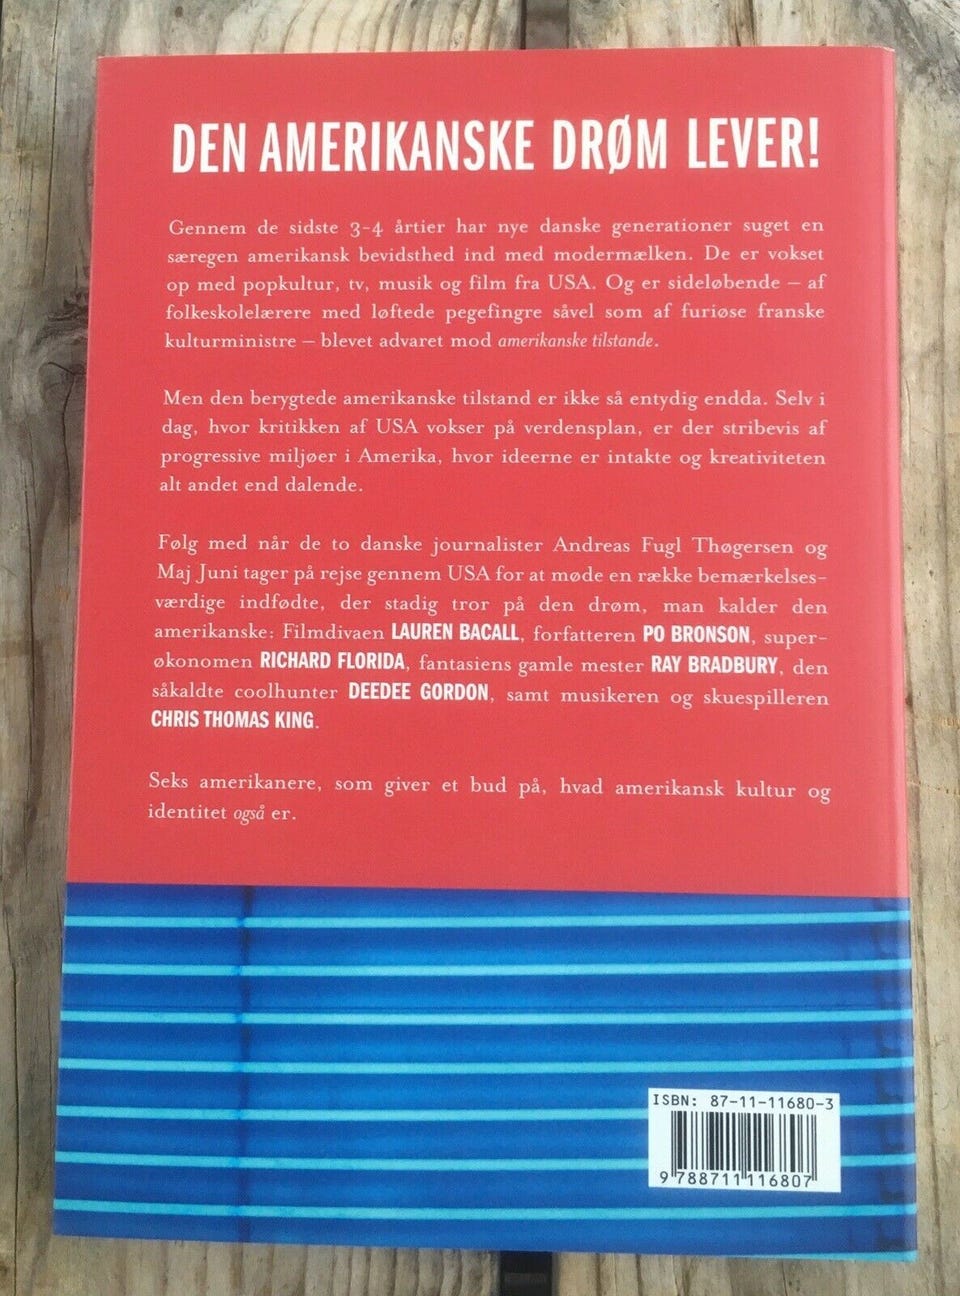 DEN AMERIKANSKE DRØM LEVER!
Gennem de sidste 3-4 årtier har nye danske generationer suget en
særegen amerikansk bevidsthed ind med modermælken. De er vokset
op med popkultur, tv, musik og film fra USA. Og er sideløbende – af
folkeskolelærere med løftede pegefingre såvel som af furiøse franske
kulturministre – blevet advaret mod amerikanske tilstande.
Men den berygtede amerikanske tilstand er ikke så entydig endda. Selv i
dag, hvor kritikken af USA vokser på verdensplan, er der stribevis af
progressive miljøer i Amerika, hvor ideerne er intakte og kreativiteten
alt andet end dalende.
Følg med når de to danske journalister Andreas Fugl Thøgersen og
Maj Juni tager på rejse gennem USA for at møde en række bemærkelses-
værdige indfødte, der stadig tror på den drøm, man kalder den
amerikanske: Filmdivaen LAUREN BACALL, forfatteren PO BRONSON, super-
økonomen RICHARD FLORIDA, fantasiens gamle mester RAY BRADBURY, den
såkaldte coolhunter DEEDEE GORDON, samt musikeren og skuespilleren
CHRIS THOMAS KING.
Seks amerikanere, som giver et bud på, hvad amerikansk kultur og
identitet også er.
ISBN: 87-11-11680-3
9 788711 116807